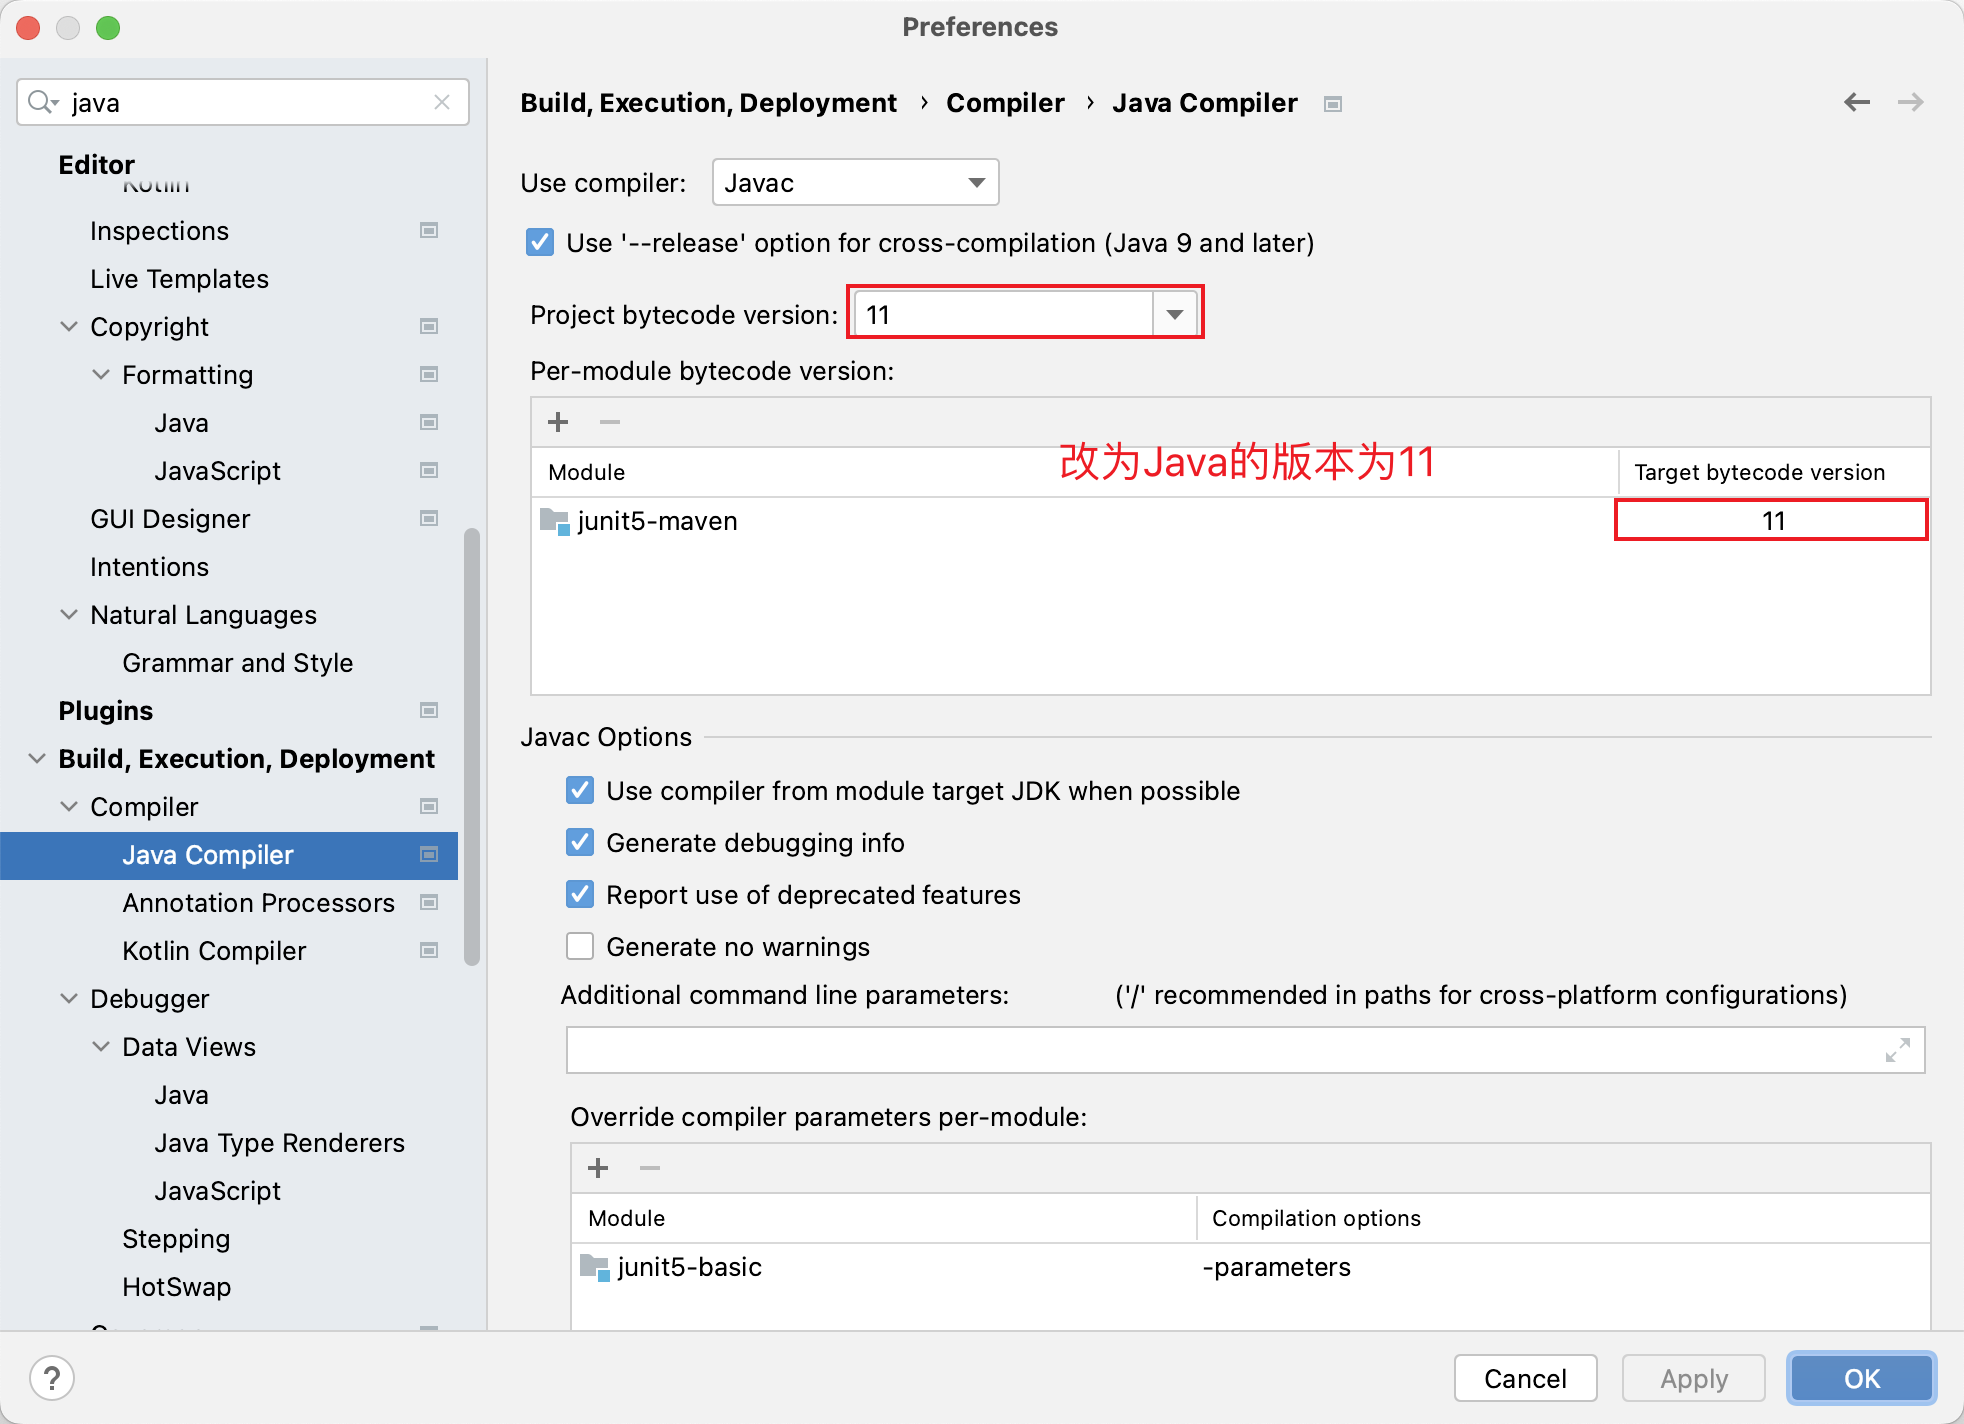 Preferences
java
Editor
Kotlin
Inspections
Live Templates
Copyright
Formatting
Java
JavaScript
GUI Designer
Intentions
Natural Languages
Grammar and Style
Plugins
Build, Execution, Deployment
Compiler
Java Compiler
Annotation Processors
Kotlin Compiler
Debugger
Data Views
Java
Java Type Renderers
JavaScript
Stepping
HotSwap
Build, Execution, Deployment › Compiler › Java Compiler
Use compiler: Javac
Use '--release' option for cross-compilation (Java 9 and later)
Project bytecode version: 11
Per-module bytecode version:
改为Java的版本为11
Module Target bytecode version
junit5-maven 11
Javac Options
Use compiler from module target JDK when possible
Generate debugging info
Report use of deprecated features
Generate no warnings
Additional command line parameters: ('/' recommended in paths for cross-platform configurations)
Override compiler parameters per-module:
Module Compilation options
junit5-basic -parameters
? Cancel Apply OK